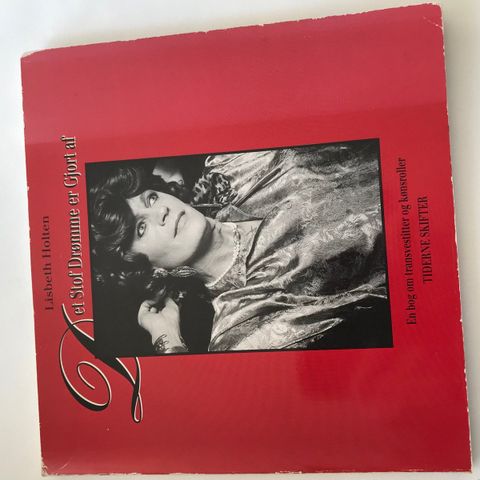 Lisbeth Holten
Det Stof Drømme er Gjort af
En bog om transvestitter og kønsroller
TIDERNE SKIFTER